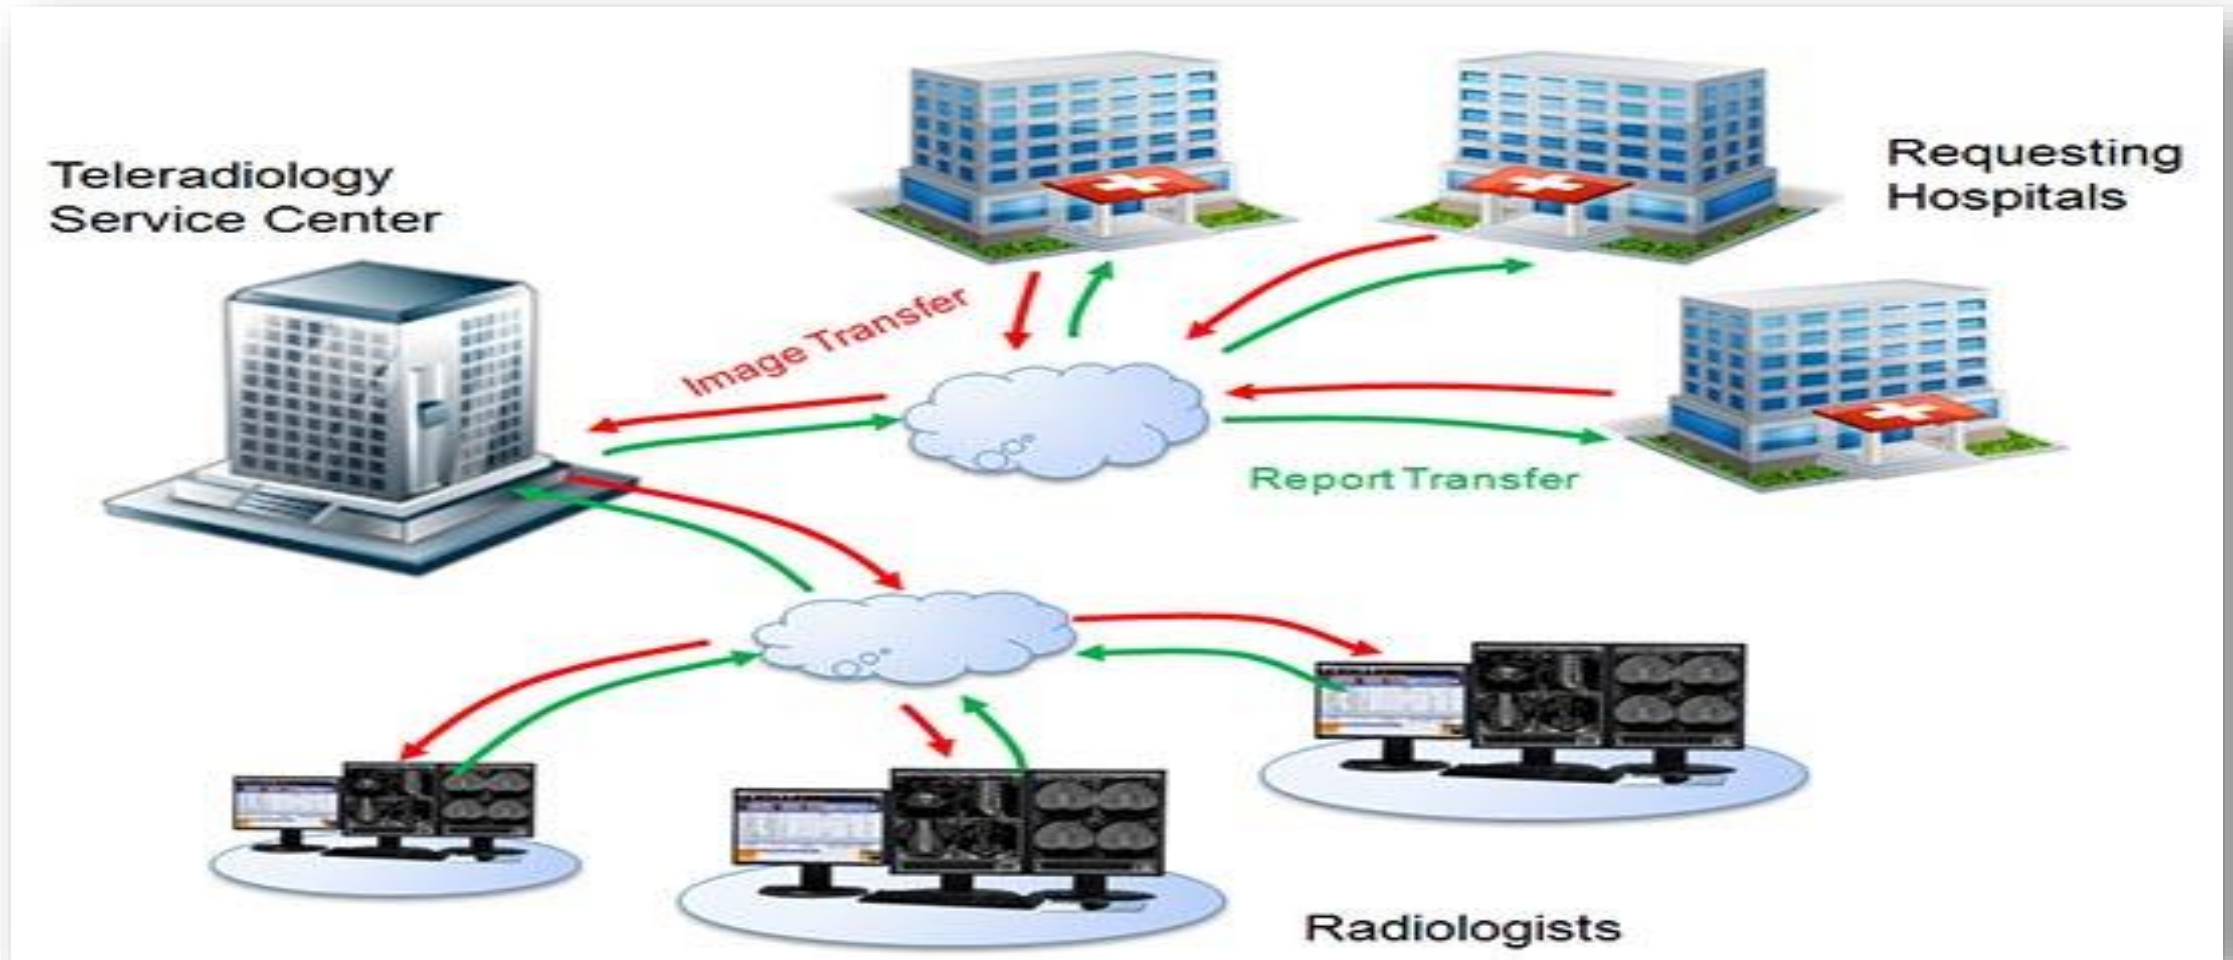 Teleradiology
Service Center
Requesting
Hospitals
Image Transfer
Report Transfer
Radiologists